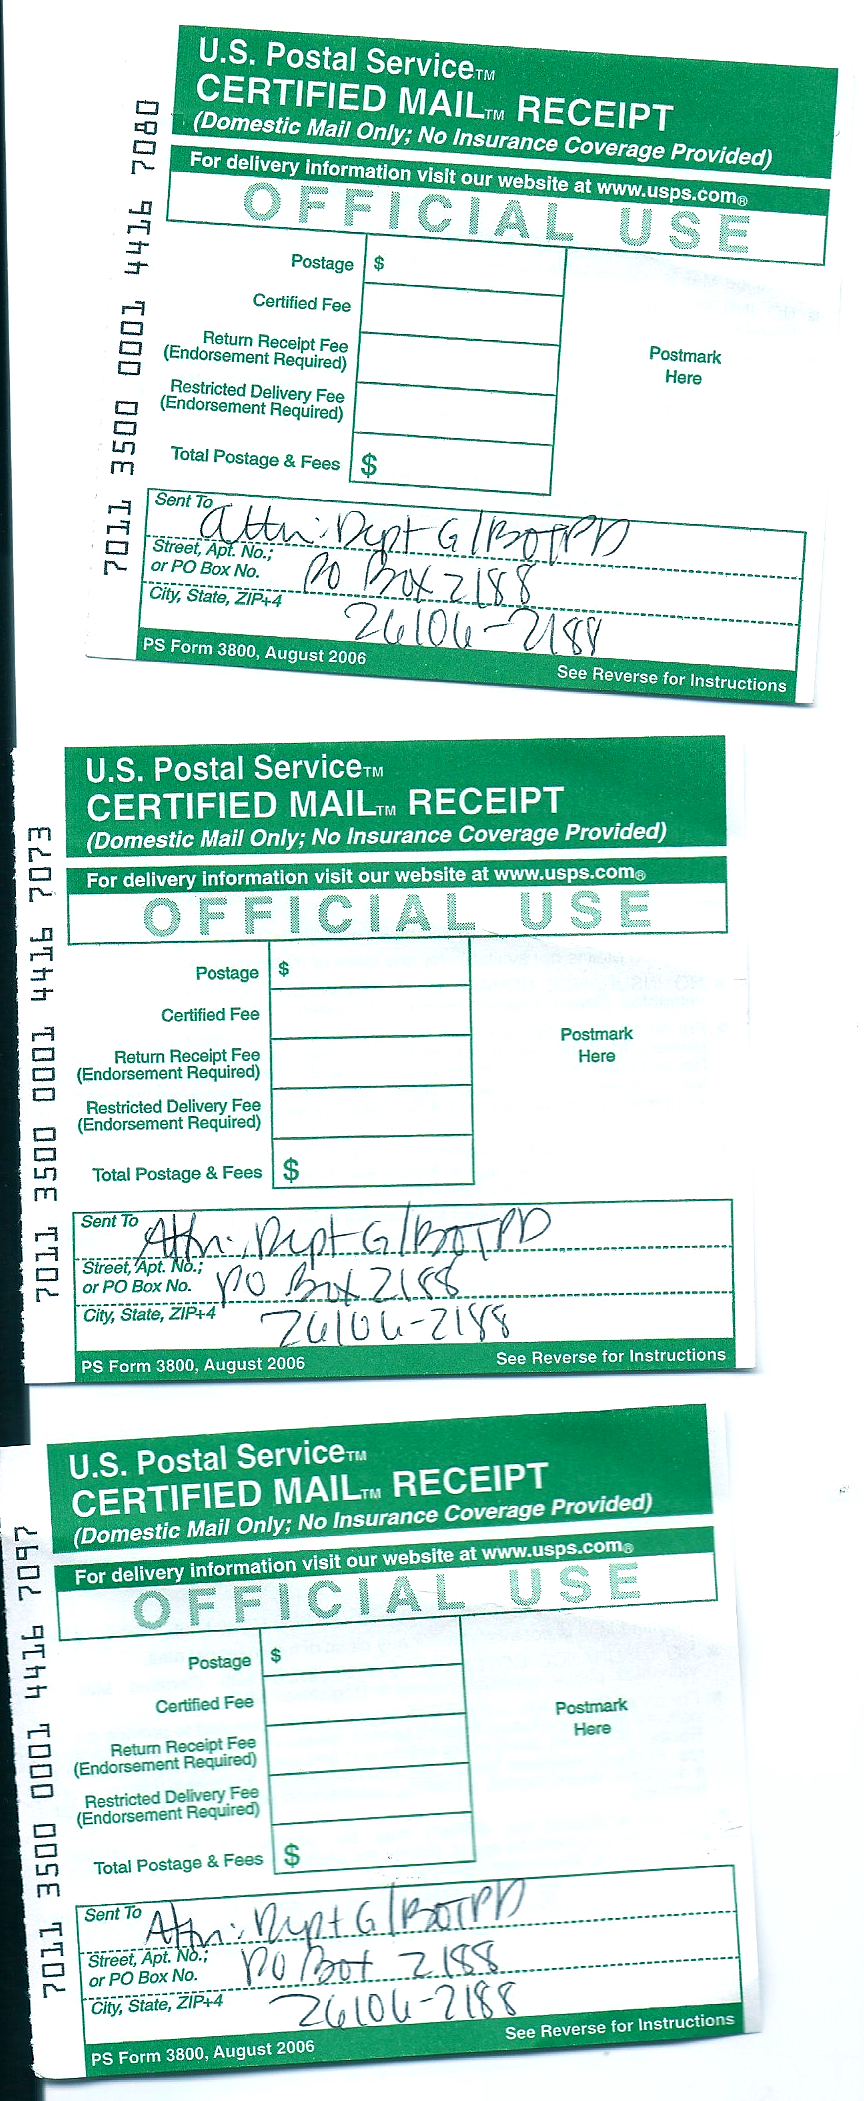 U.S. Postal Service™
CERTIFIED MAIL™ RECEIPT
(Domestic Mail Only; No Insurance Coverage Provided)
For delivery information visit our website at www.usps.com®
OFFICIAL USE
Postage $
Certified Fee
Return Receipt Fee
(Endorsement Required)
Restricted Delivery Fee
(Endorsement Required)
Total Postage & Fees $
Postmark
Here
Sent To Attn: Dept G/BOTPD
Street, Apt. No.;
or PO Box No. PO Box 2188
City, State, ZIP+4 26106-2188
PS Form 3800, August 2006 See Reverse for Instructions
7011 3500 0001 4416 7080
U.S. Postal Service™
CERTIFIED MAIL™ RECEIPT
(Domestic Mail Only; No Insurance Coverage Provided)
For delivery information visit our website at www.usps.com®
OFFICIAL USE
Postage $
Certified Fee
Return Receipt Fee
(Endorsement Required)
Restricted Delivery Fee
(Endorsement Required)
Total Postage & Fees $
Postmark
Here
Sent To Attn: Dept G/BOTPD
Street, Apt. No.;
or PO Box No. PO Box 2188
City, State, ZIP+4 26106-2188
PS Form 3800, August 2006 See Reverse for Instructions
7011 3500 0001 4416 7073
U.S. Postal Service™
CERTIFIED MAIL™ RECEIPT
(Domestic Mail Only; No Insurance Coverage Provided)
For delivery information visit our website at www.usps.com®
OFFICIAL USE
Postage $
Certified Fee
Return Receipt Fee
(Endorsement Required)
Restricted Delivery Fee
(Endorsement Required)
Total Postage & Fees $
Postmark
Here
Sent To Attn: Dept G/BOTPD
Street, Apt. No.;
or PO Box No. PO Box 2188
City, State, ZIP+4 26106-2188
PS Form 3800, August 2006 See Reverse for Instructions
7011 3500 0001 4416 7097